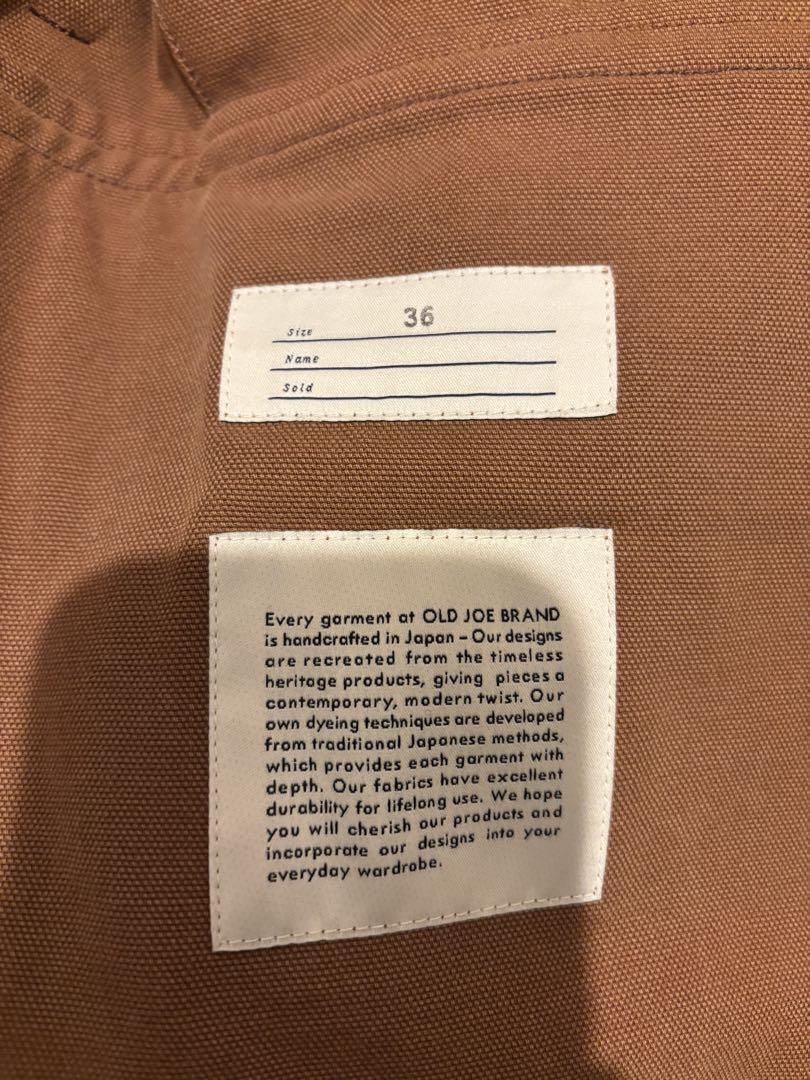 Size 36
Name
Sold
Every garment at OLD JOE BRAND
is handcrafted in Japan – Our designs
are recreated from the timeless
heritage products, giving pieces a
contemporary, modern twist. Our
own dyeing techniques are developed
from traditional Japanese methods,
which provides each garment with
depth. Our fabrics have excellent
durability for lifelong use. We hope
you will cherish our products and
incorporate our designs into your
everyday wardrobe.